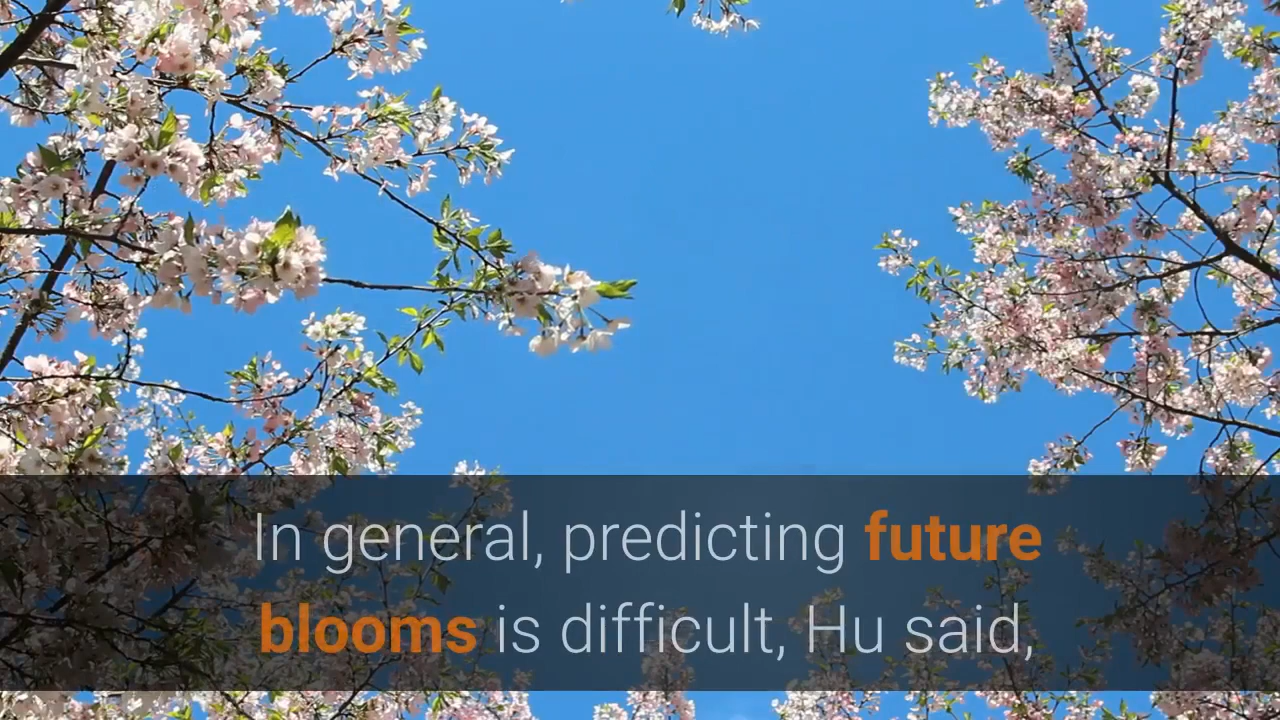 In general, predicting future
blooms is difficult, Hu said,